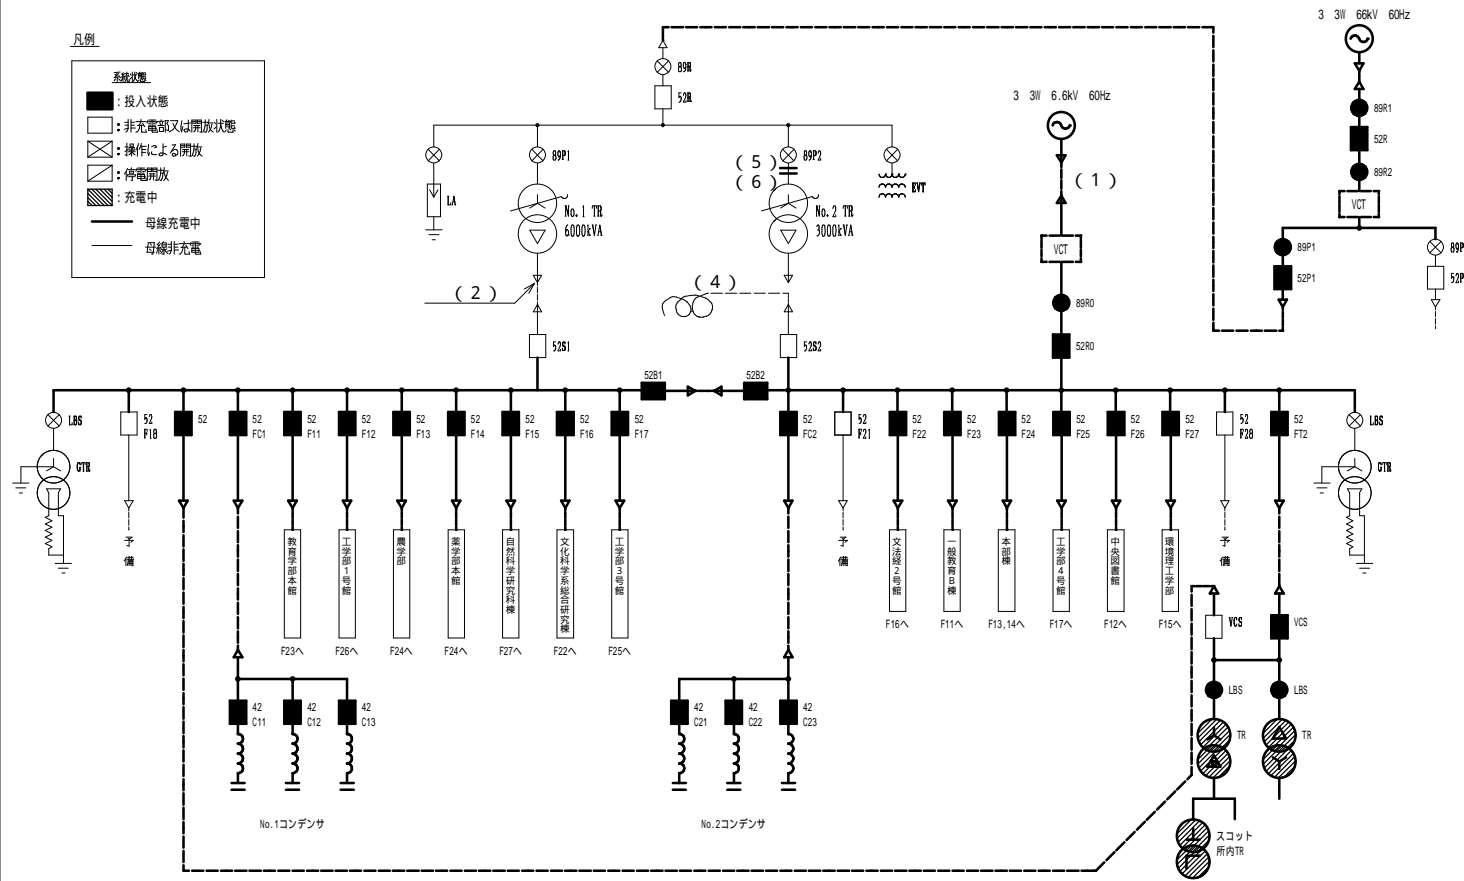 凡例
系統状態
：投入状態
：非充電部又は開放状態
：操作による開放
：停電開放
：充電中
母線充電中
母線非充電
3 3W 66kV 60Hz
89R1
52R
89R2
VCT
89P1
52P1
89P
52P
89R
52R
3 3W 6.6kV 60Hz
(1)
VCT
89R0
52R0
LA
89P1
No.1 TR
6000kVA
(2)
52S1
(5)
(6)
89P2
No.2 TR
3000kVA
(4)
52S2
EVT
52B1
52B2
LBS
GTR
52
F18
予備
52
52
FC1
52
F11
教育学部本館
F23へ
52
F12
工学部1号館
F26へ
52
F13
農学部
F24へ
52
F14
薬学部本館
F24へ
52
F15
自然科学研究科棟
F27へ
52
F16
文化科学系総合研究棟
F22へ
52
F17
工学部3号館
F25へ
52
FC2
52
F21
予備
52
F22
文法経2号館
F16へ
52
F23
一般教育B棟
F11へ
52
F24
本部棟
F13,14へ
52
F25
工学部4号館
F17へ
52
F26
中央図書館
F12へ
52
F27
環境理工学部
F15へ
52
F28
予備
52
FT2
LBS
GTR
VCS
VCS
LBS
LBS
TR
TR
スコット
所内TR
42
C11
42
C12
42
C13
No.1コンデンサ
42
C21
42
C22
42
C23
No.2コンデンサ